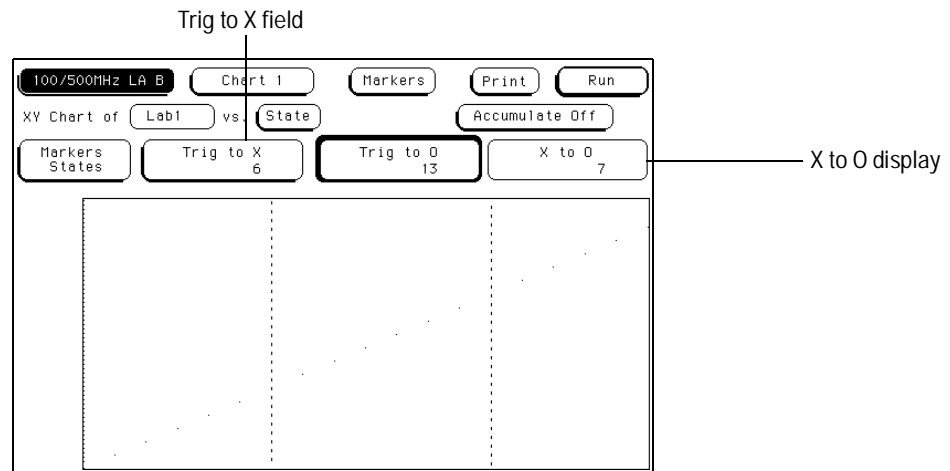 Trig to X field
100/500MHz LA B Chart 1 Markers Print Run
XY Chart of Lab1 vs. State Accumulate Off
Markers States Trig to X 6 Trig to O 13 X to O 7
X to O display